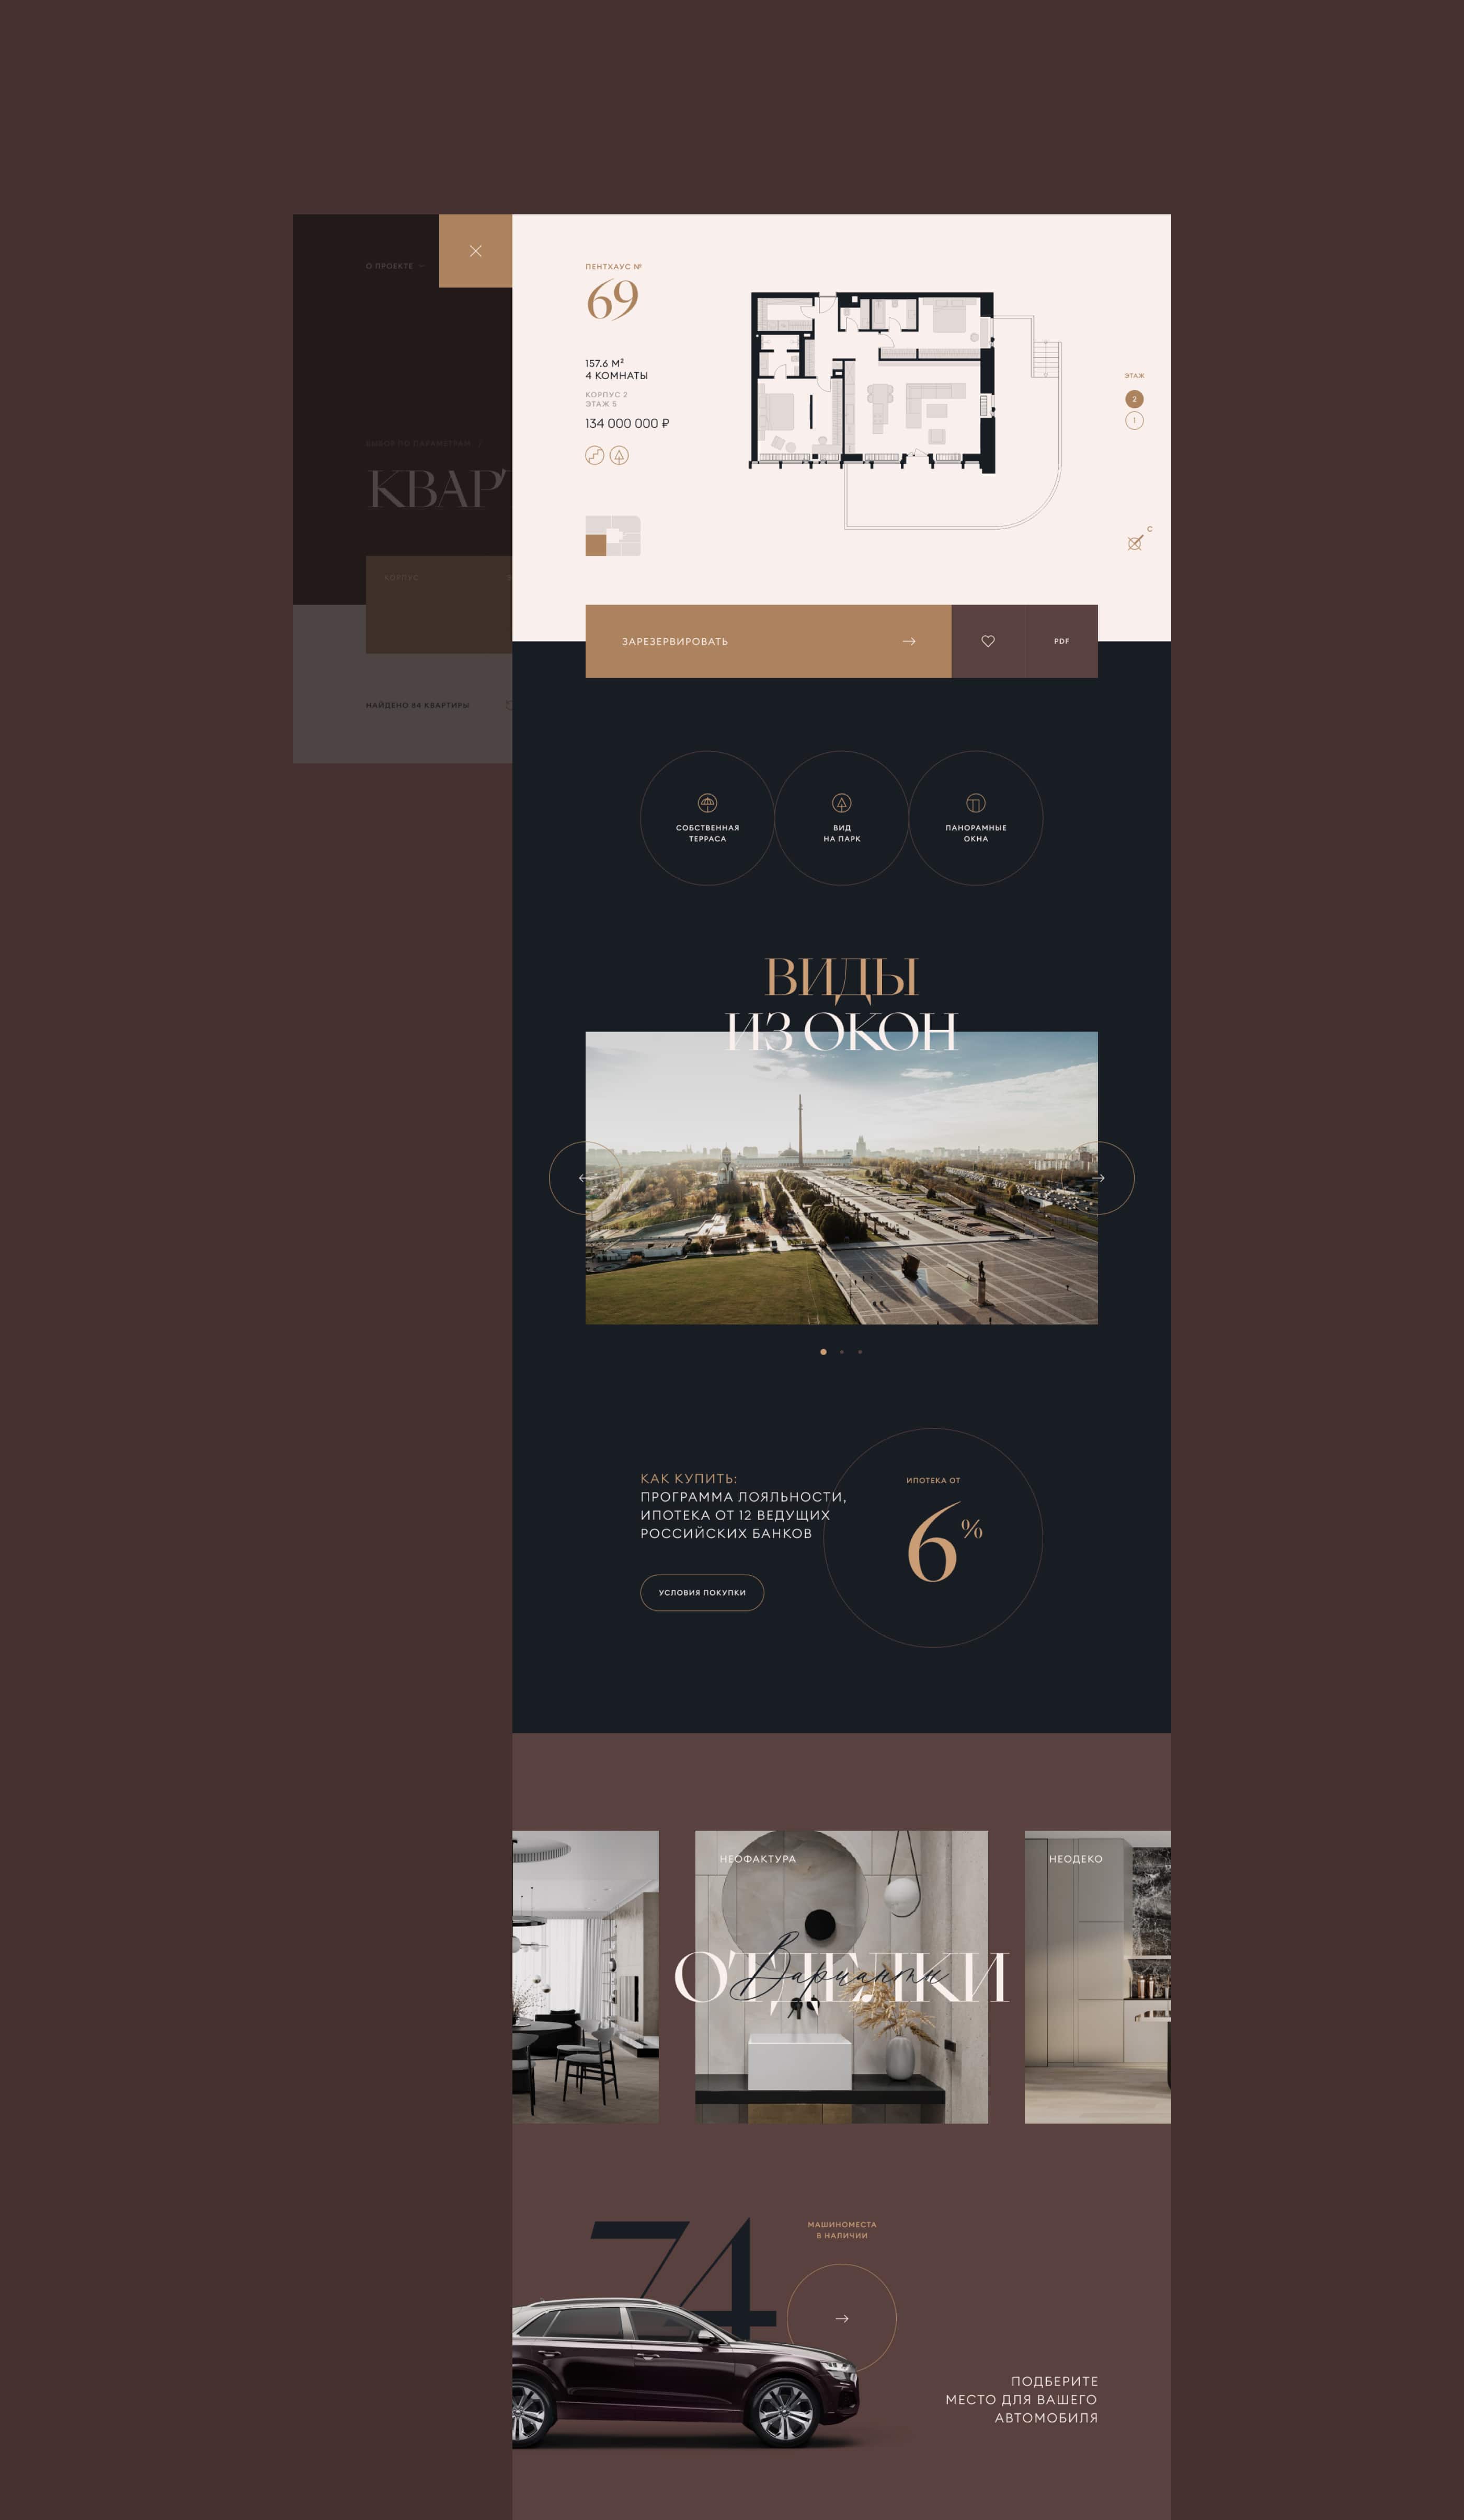 О ПРОЕКТЕ
ВЫБОР ПО ПАРАМЕТРАМ /
КВАР
КОРПУС
НАЙДЕНО 84 КВАРТИРЫ
ПЕНТХАУС №
69
157.6 М²
4 КОМНАТЫ
КОРПУС 2
ЭТАЖ 5
134 000 000 ₽
ЭТАЖ
2
1
С
ЗАРЕЗЕРВИРОВАТЬ
PDF
СОБСТВЕННАЯ
ТЕРРАСА
ВИД
НА ПАРК
ПАНОРАМНЫЕ
ОКНА
ВИДЫ
ИЗ ОКОН
КАК КУПИТЬ:
ПРОГРАММА ЛОЯЛЬНОСТИ,
ИПОТЕКА ОТ 12 ВЕДУЩИХ
РОССИЙСКИХ БАНКОВ
УСЛОВИЯ ПОКУПКИ
ИПОТЕКА ОТ
6%
НЕОФАКТУРА
НЕОДЕКО
Варианты
ОТДЕЛКИ
74
МАШИНОМЕСТА
В НАЛИЧИИ
ПОДБЕРИТЕ
МЕСТО ДЛЯ ВАШЕГО
АВТОМОБИЛЯ